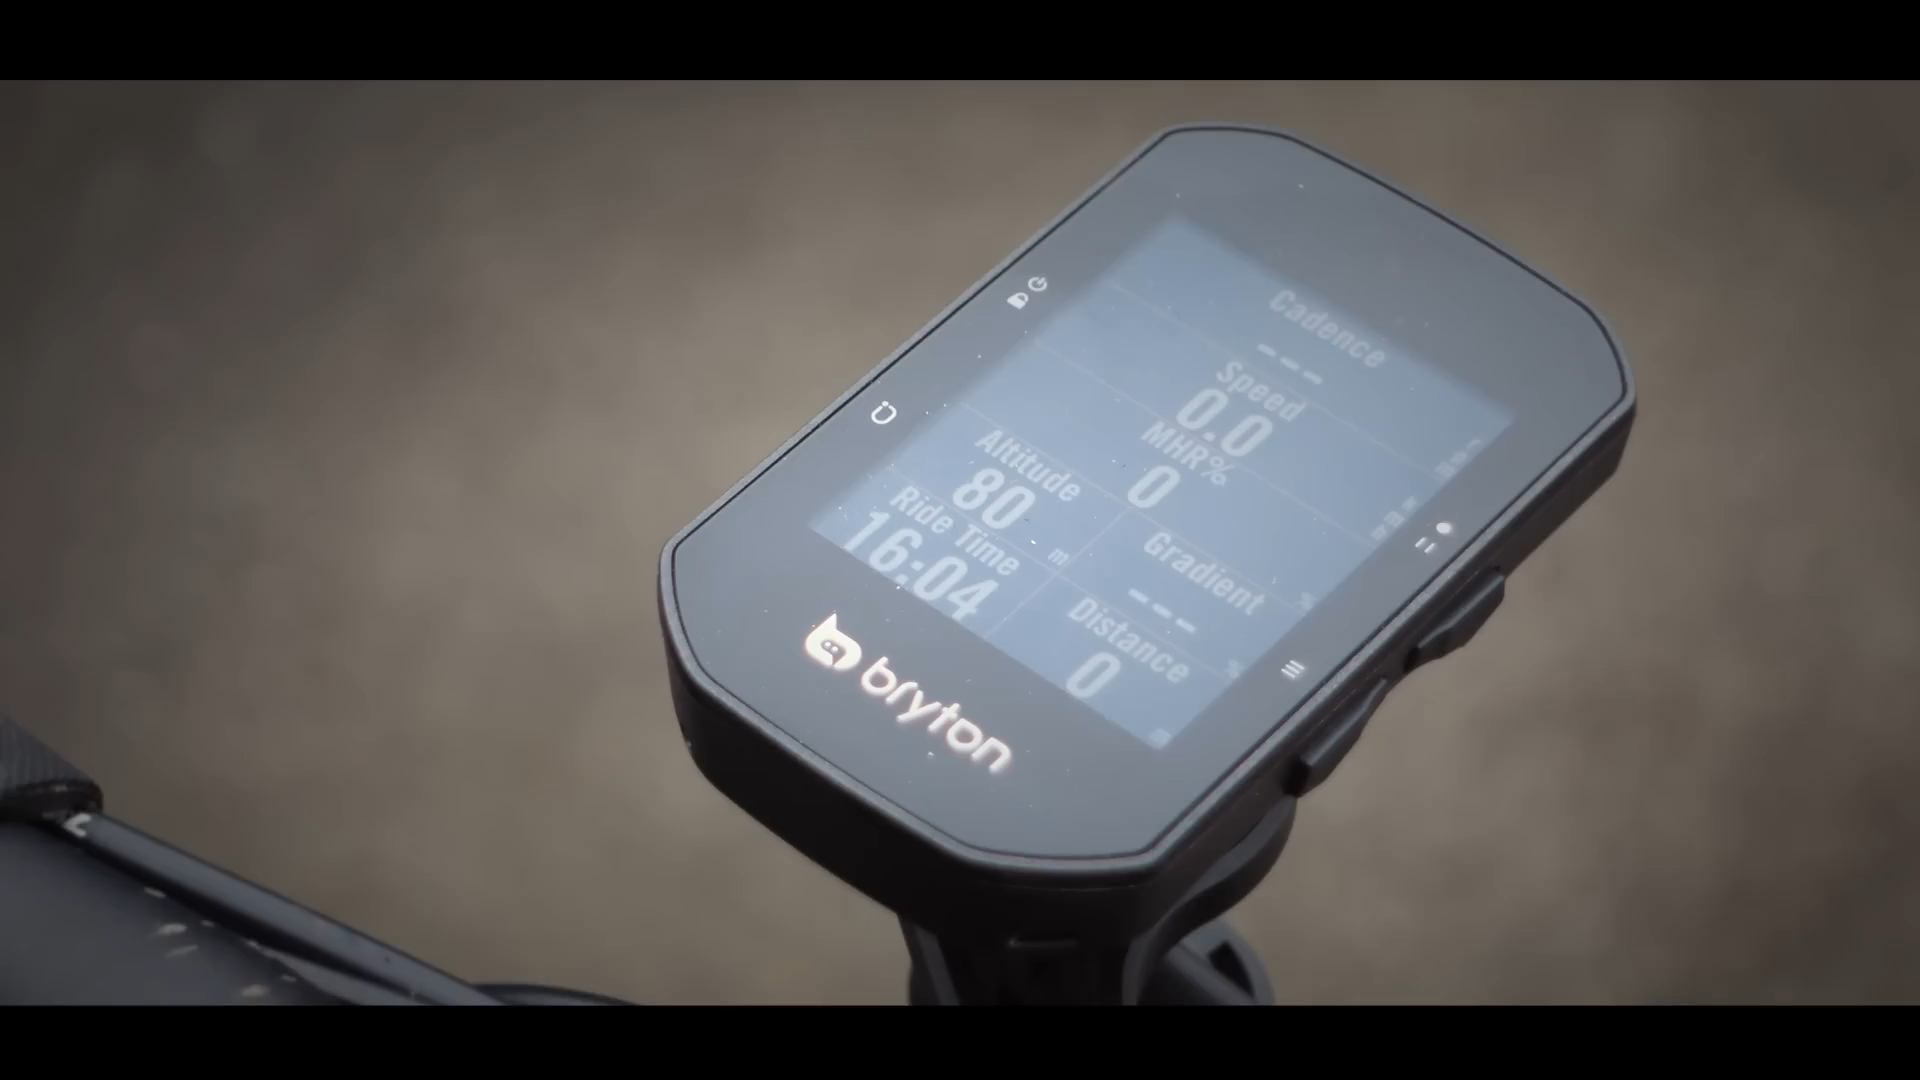 Cadence
---
Speed
0.0
MHR%
0
Altitude
80
m
Gradient
---
%
Ride Time
16:04
Distance
0
bryton